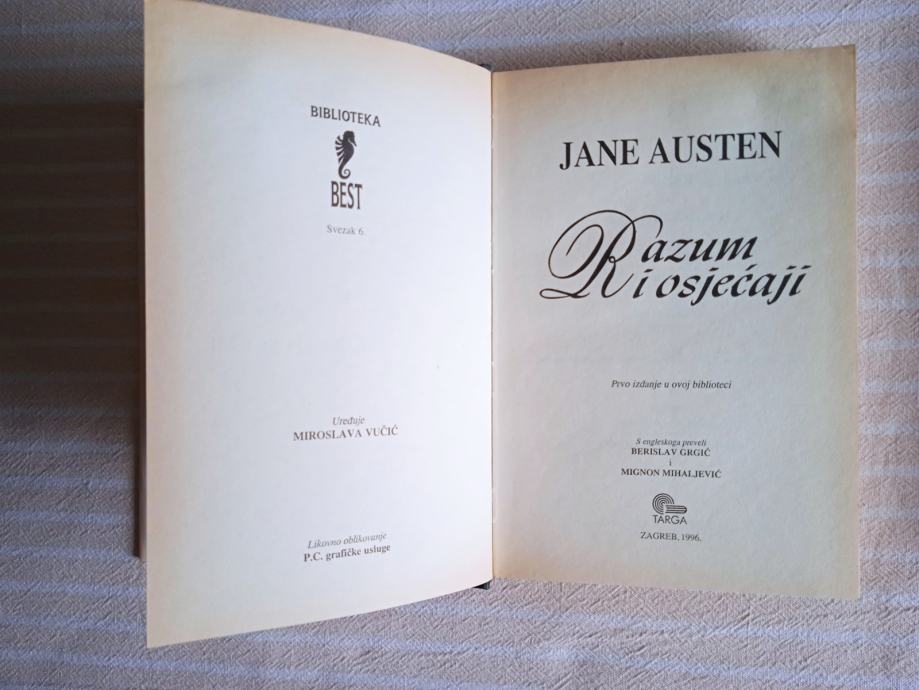 BIBLIOTEKA
BEST
Svezak 6.
Uređuje
MIROSLAVA VUČIĆ
Likovno oblikovanje
P.C. grafičke usluge
JANE AUSTEN
Razum
i osjećaji
Prvo izdanje u ovoj biblioteci
S engleskoga preveli
BERISLAV GRGIĆ
i
MIGNON MIHALJEVIĆ
TARGA
ZAGREB, 1996.